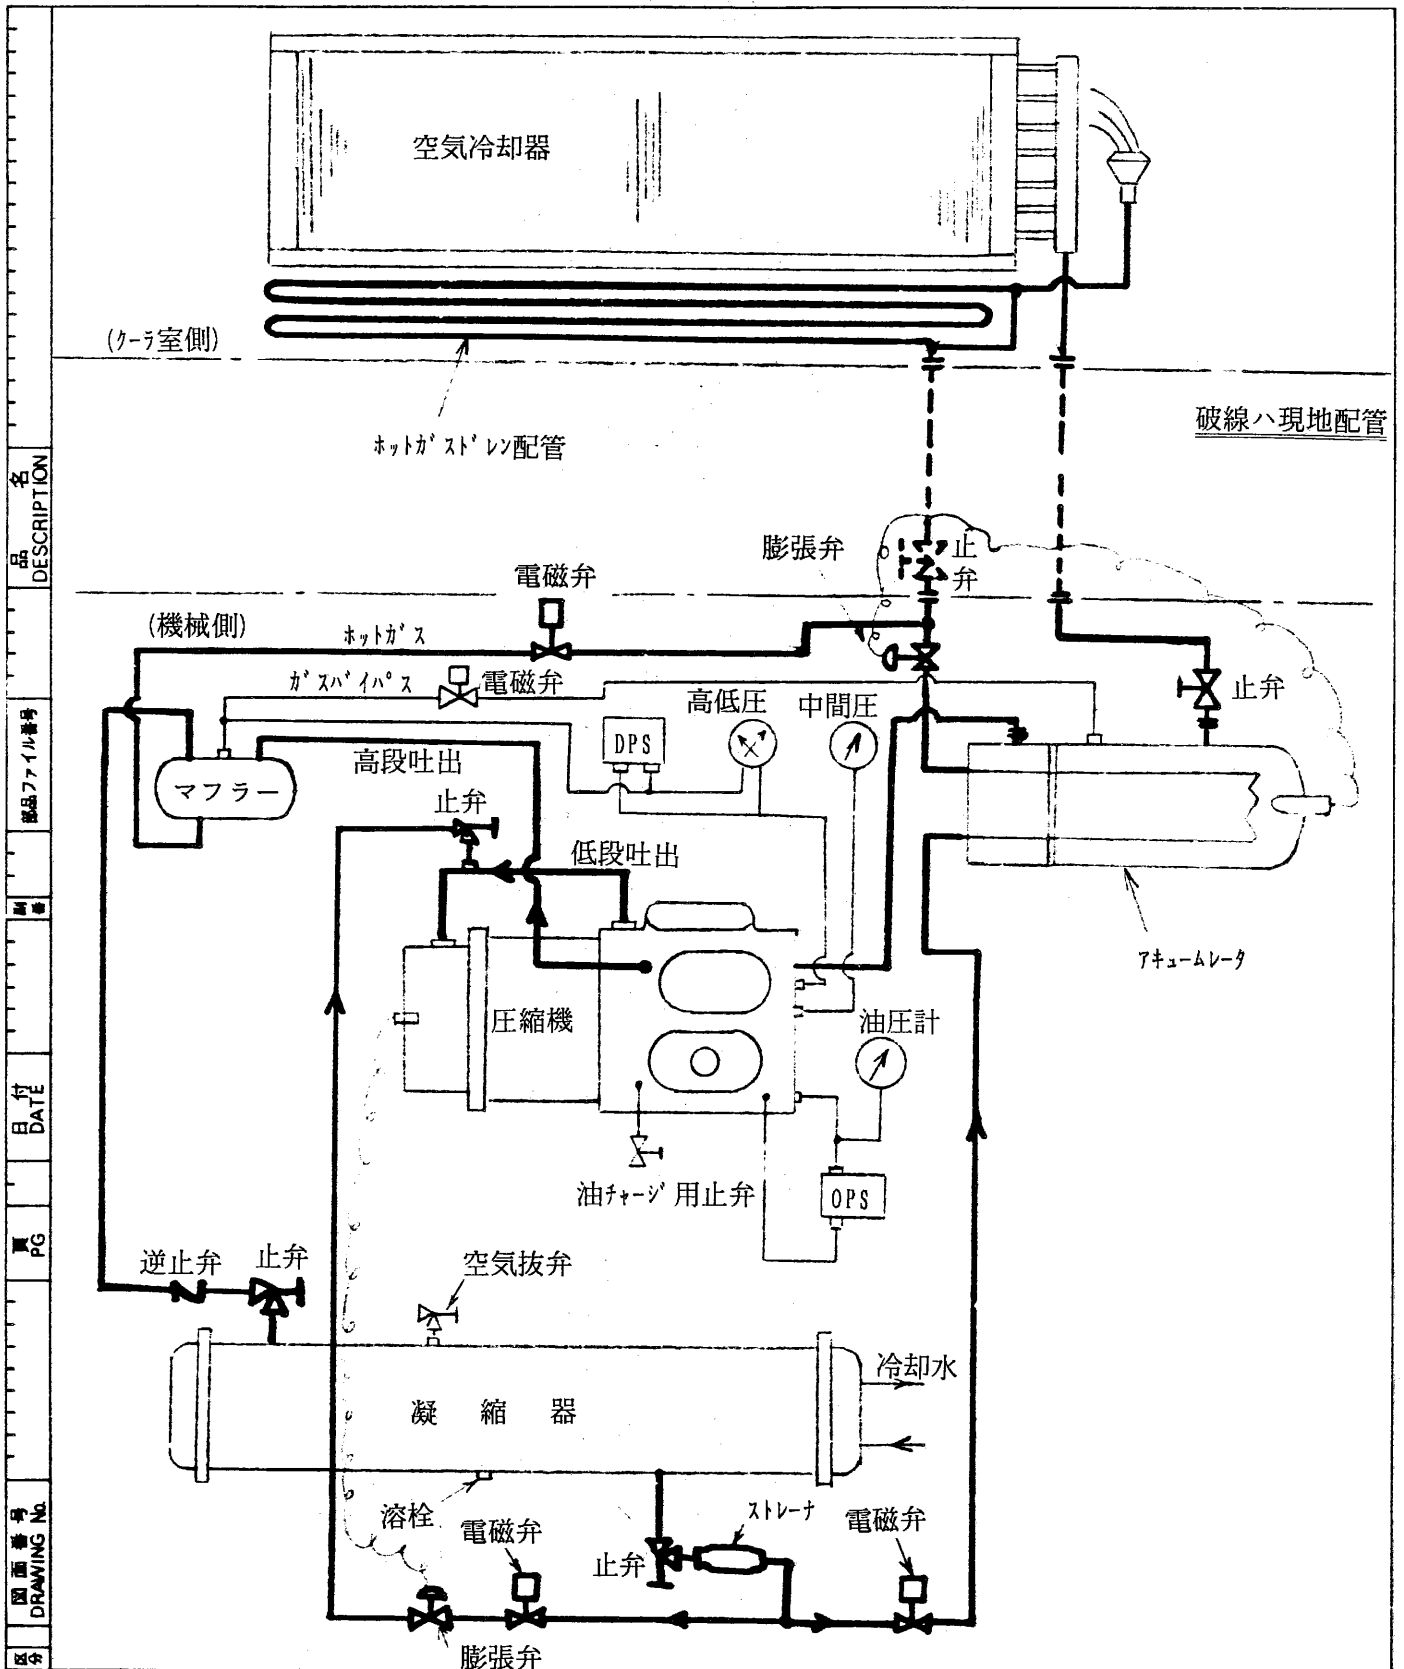 空気冷却器
(クーラ室側)
ホットガスドレン配管
破線ハ現地配管
品名
DESCRIPTION
膨張弁
止弁
電磁弁
(機械側)
ホットガス
ガスバイパス
電磁弁
高低圧
中間圧
止弁
部品ファイル番号
DPS
高段吐出
マフラー
止弁
低段吐出
アキュームレータ
圧縮機
油圧計
日付
DATE
油チャージ用止弁
OPS
頁
PG
逆止弁
止弁
空気抜弁
冷却水
凝縮器
溶栓
電磁弁
ストレーナ
電磁弁
止弁
図面番号
DRAWING No.
膨張弁
区分